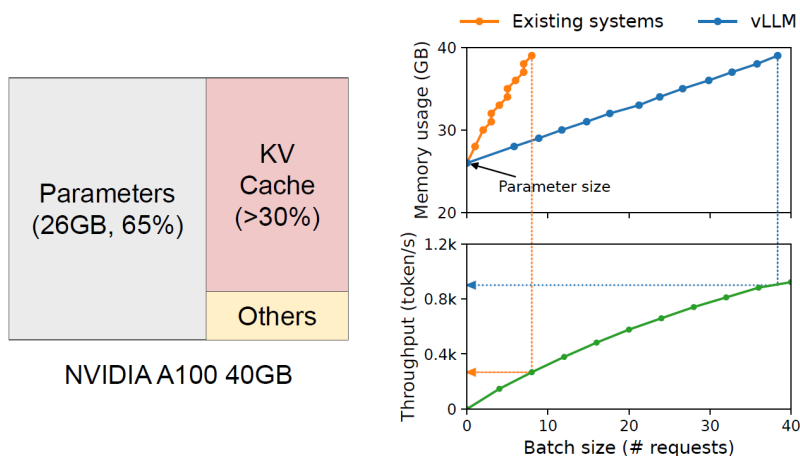 Parameters
(26GB, 65%)
KV
Cache
(>30%)
Others
NVIDIA A100 40GB
Existing systems
vLLM
Memory usage (GB)
40
30
20
Parameter size
Throughput (token/s)
1.2k
0.8k
0.4k
0
0 10 20 30 40
Batch size (# requests)